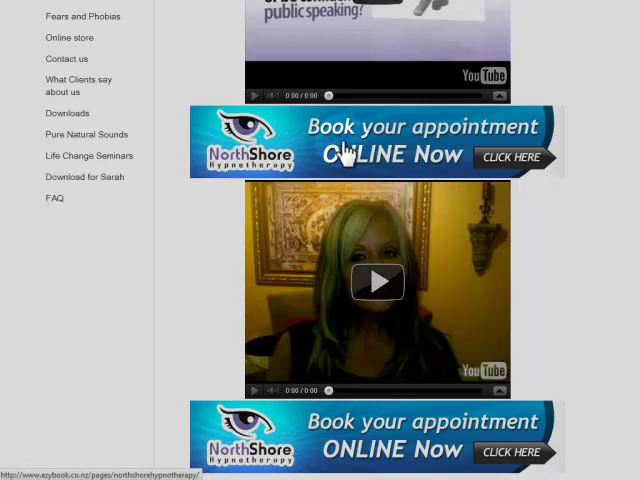 Fears and Phobias
Online store
Contact us
What Clients say
about us
Downloads
Pure Natural Sounds
Life Change Seminars
Download for Sarah
FAQ
public speaking?
YouTube
0:00 / 0:00
Book your appointment
ONLINE Now
CLICK HERE
NorthShore
Hypnotherapy
YouTube
0:00 / 0:00
Book your appointment
ONLINE Now
CLICK HERE
NorthShore
Hypnotherapy
http://www.ezybook.co.nz/pages/northshorehypnotherapy/